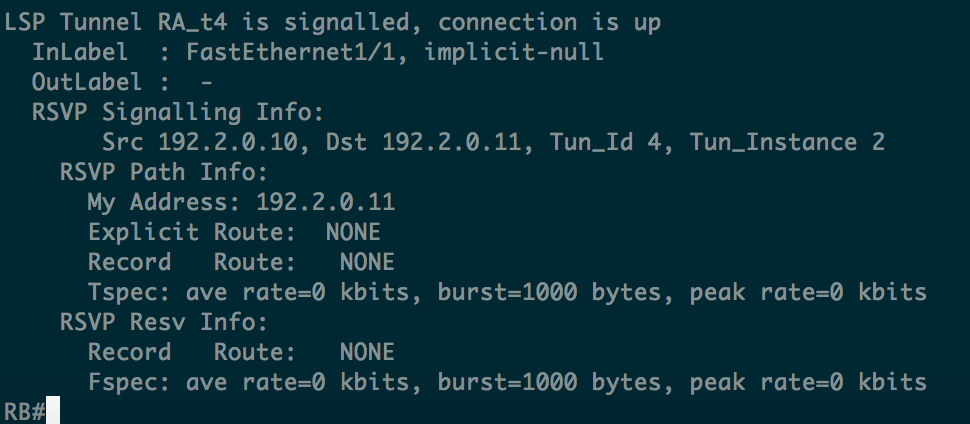 LSP Tunnel RA_t4 is signalled, connection is up
  InLabel  : FastEthernet1/1, implicit-null
  OutLabel :  -
  RSVP Signalling Info:
       Src 192.2.0.10, Dst 192.2.0.11, Tun_Id 4, Tun_Instance 2
    RSVP Path Info:
      My Address: 192.2.0.11
      Explicit Route:  NONE
      Record   Route:   NONE
      Tspec: ave rate=0 kbits, burst=1000 bytes, peak rate=0 kbits
    RSVP Resv Info:
      Record   Route:   NONE
      Fspec: ave rate=0 kbits, burst=1000 bytes, peak rate=0 kbits
RB#